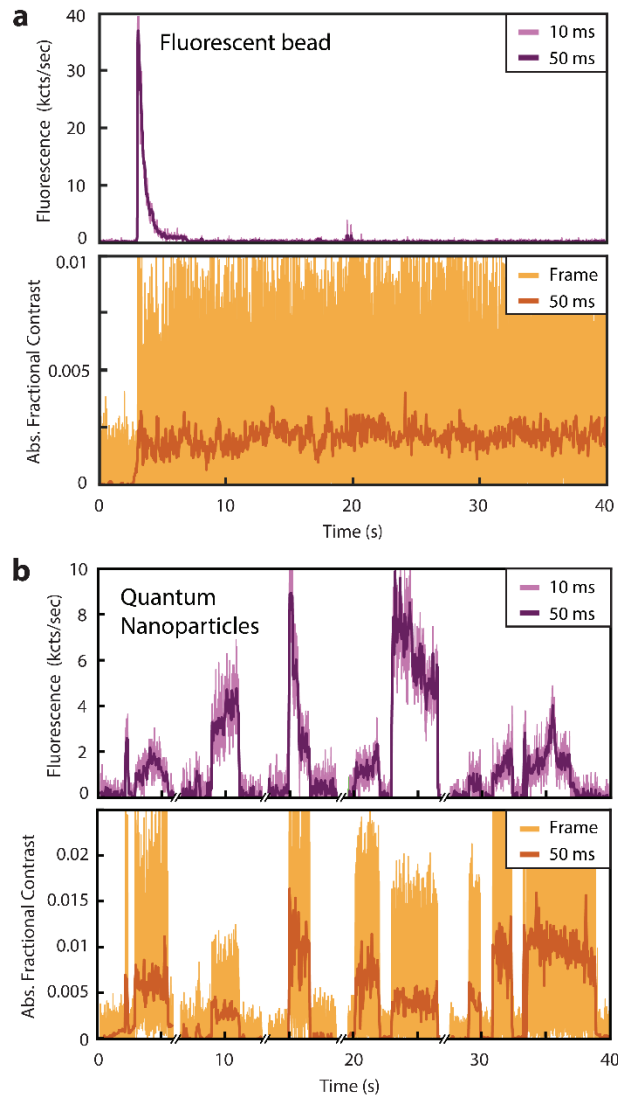 a
Fluorescent bead
10 ms
50 ms
Fluorescence (kcts/sec)
40
30
20
10
0
Frame
50 ms
Abs. Fractional Contrast
0.01
0.005
0
0 10 20 30 40
Time (s)
b
Quantum
Nanoparticles
10 ms
50 ms
Fluorescence (kcts/sec)
10
8
6
4
2
0
Frame
50 ms
Abs. Fractional Contrast
0.02
0.015
0.01
0.005
0
0 10 20 30 40
Time (s)